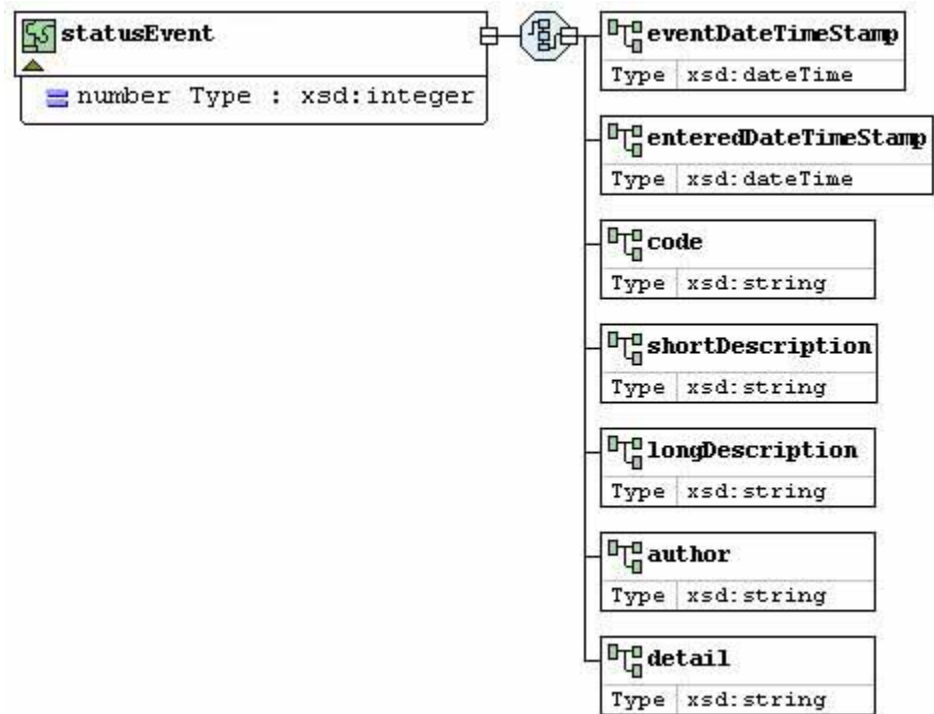 statusEvent
number Type : xsd:integer
eventDateTimeStamp
Type xsd:dateTime
enteredDateTimeStamp
Type xsd:dateTime
code
Type xsd:string
shortDescription
Type xsd:string
longDescription
Type xsd:string
author
Type xsd:string
detail
Type xsd:string